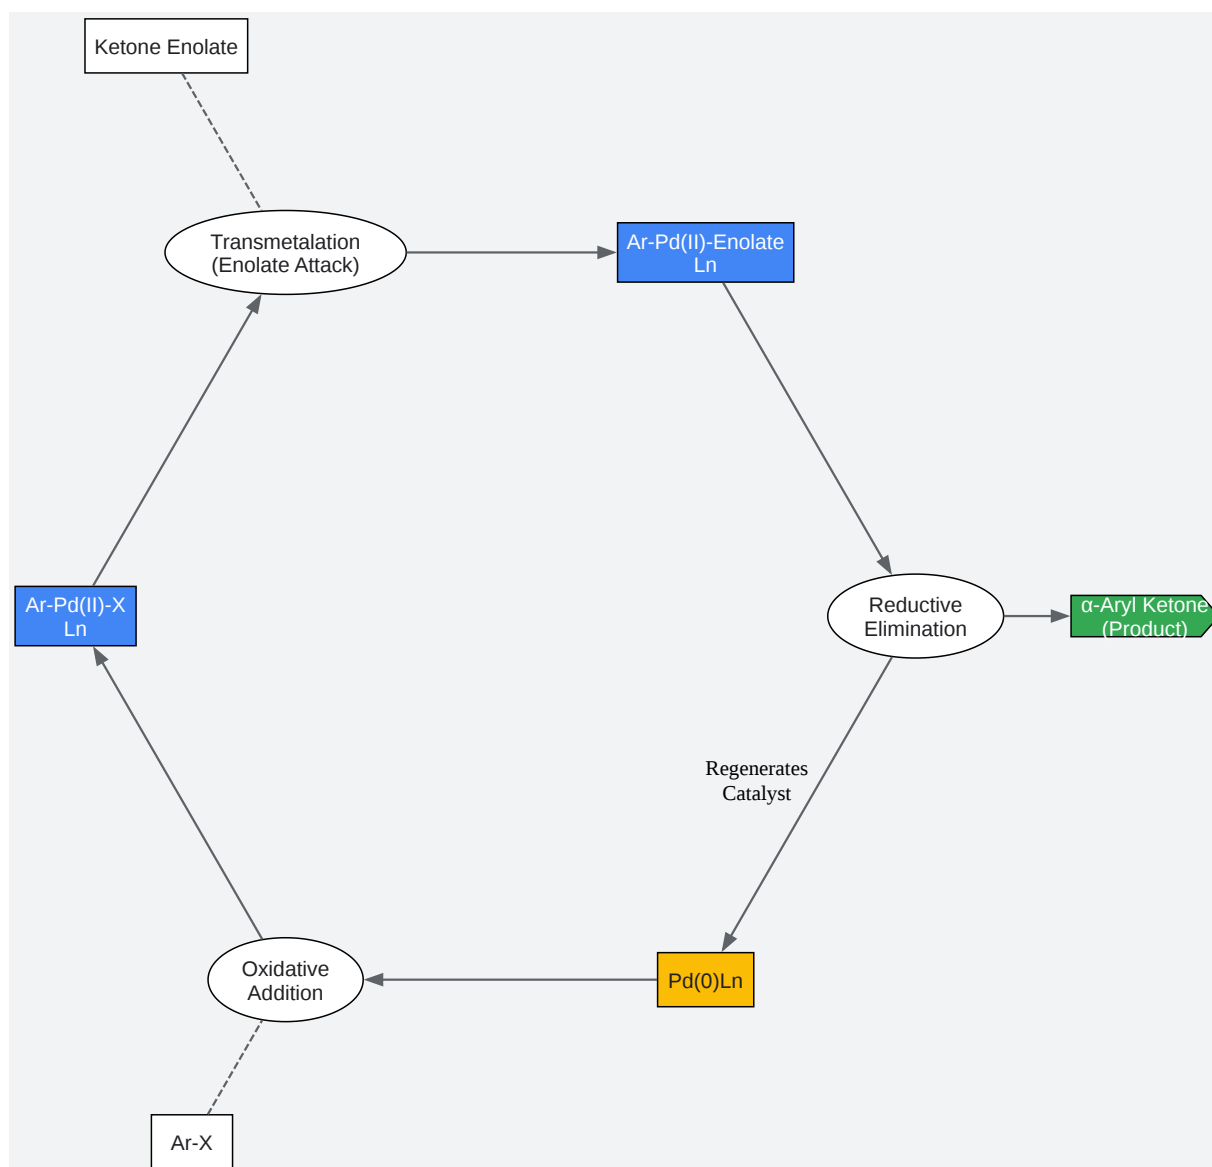 Ketone Enolate
Transmetalation
(Enolate Attack)
Ar-Pd(II)-Enolate
Ln
Ar-Pd(II)-X
Ln
Reductive
Elimination
α-Aryl Ketone
(Product)
Regenerates
Catalyst
Oxidative
Addition
Pd(0)Ln
Ar-X